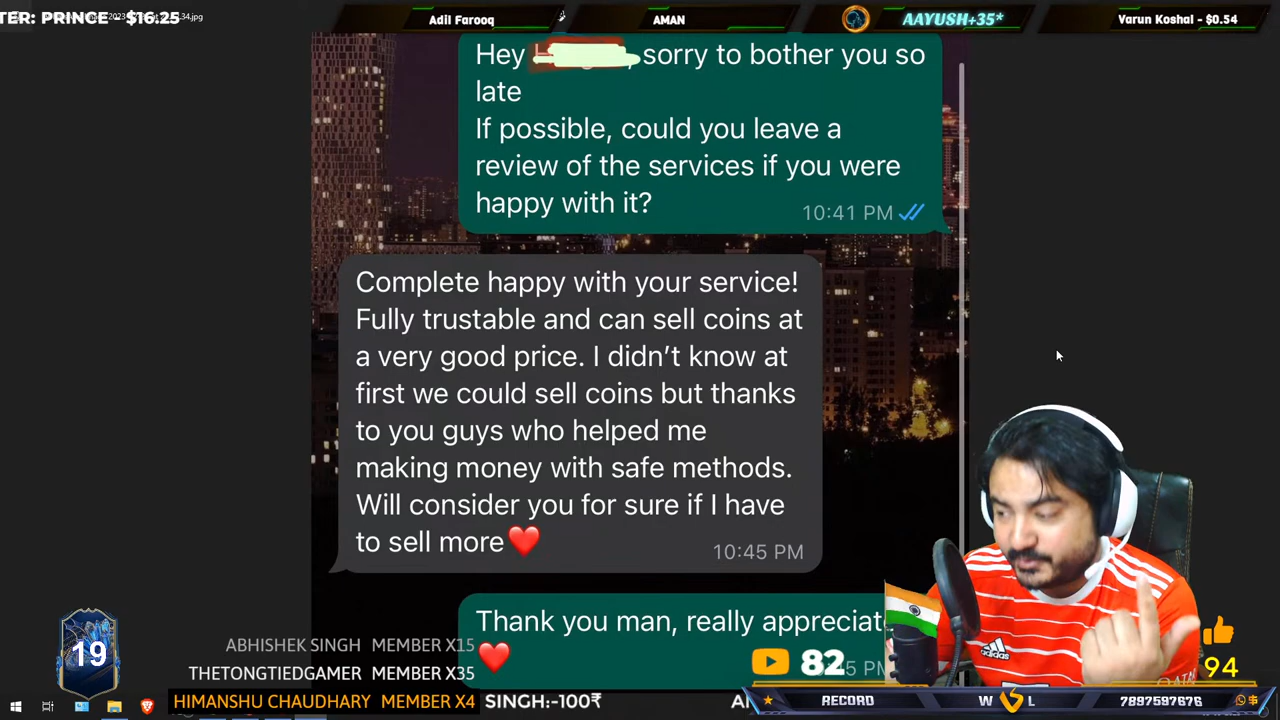 TER: PRINCE - $16.25
Adil Farooq
AMAN
AAYUSH+35*
Varun Koshal - $0.54
Hey , sorry to bother you so
late
If possible, could you leave a
review of the services if you were
happy with it?
10:41 PM
Complete happy with your service!
Fully trustable and can sell coins at
a very good price. I didn't know at
first we could sell coins but thanks
to you guys who helped me
making money with safe methods.
Will consider you for sure if I have
to sell more❤️
10:45 PM
Thank you man, really appreciat
❤️
PM
19
ABHISHEK SINGH MEMBER X15
THETONGTIEDGAMER MEMBER X35
HIMANSHU CHAUDHARY MEMBER X4
SINGH:-100₹
82
94
adidas
RECORD
W L
7897597676